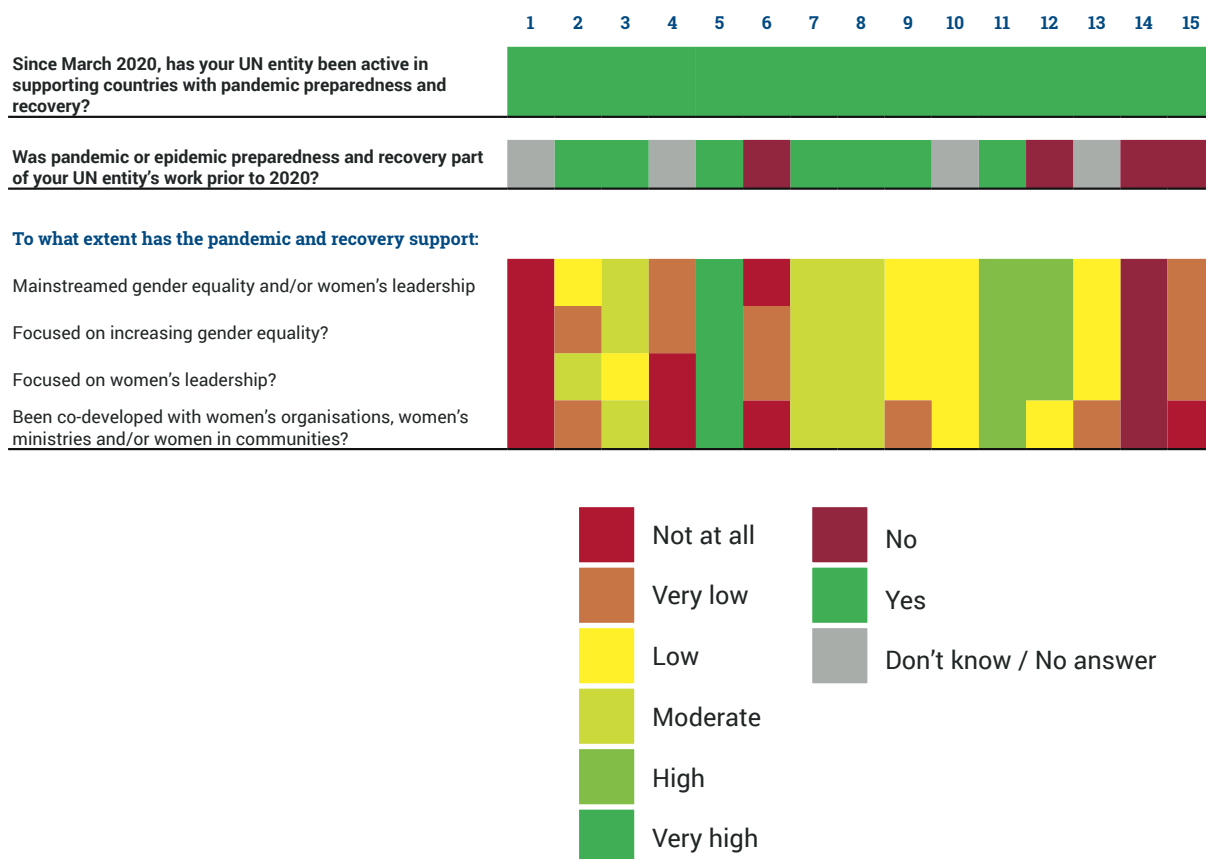 1 2 3 4 5 6 7 8 9 10 11 12 13 14 15
Since March 2020, has your UN entity been active in
supporting countries with pandemic preparedness and
recovery?
Was pandemic or epidemic preparedness and recovery part
of your UN entity’s work prior to 2020?
To what extent has the pandemic and recovery support:
Mainstreamed gender equality and/or women’s leadership
Focused on increasing gender equality?
Focused on women’s leadership?
Been co-developed with women’s organisations, women’s
ministries and/or women in communities?
Not at all
Very low
Low
Moderate
High
Very high
No
Yes
Don’t know / No answer